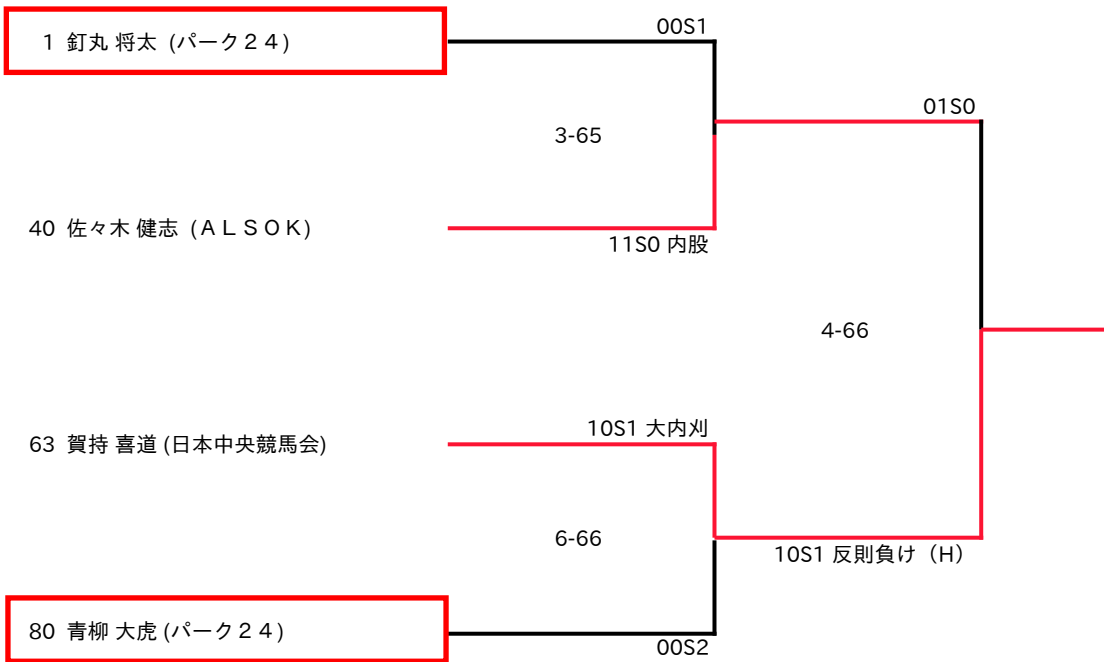 00S1
1 釘丸 将太 (パーク２４)
01S0
3-65
40 佐々木 健志 (ＡＬＳＯＫ)
11S0 内股
4-66
10S1 大内刈
63 賀持 喜道 (日本中央競馬会)
6-66
10S1 反則負け（H）
80 青柳 大虎 (パーク２４)
00S2